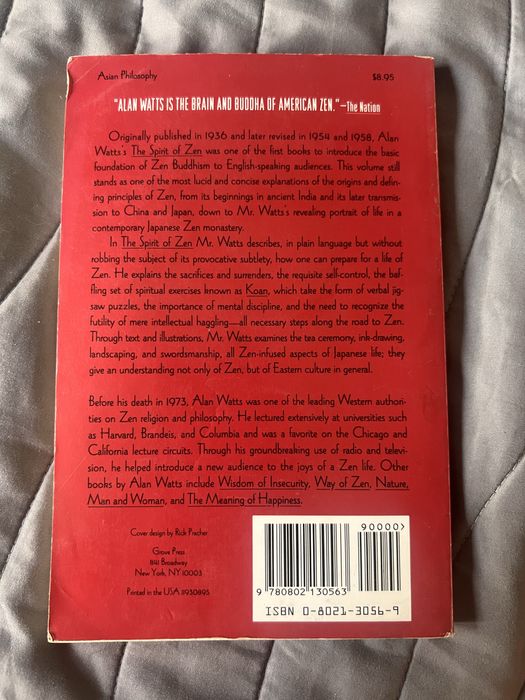 Asian Philosophy
$8.95
"ALAN WATTS IS THE BRAIN AND BUDDHA OF AMERICAN ZEN."—The Nation
Originally published in 1936 and later revised in 1954 and 1958, Alan
Watts's The Spirit of Zen was one of the first books to introduce the basic
foundation of Zen Buddhism to English-speaking audiences. This volume still
stands as one of the most lucid and concise explanations of the origins and defin-
ing principles of Zen, from its beginnings in ancient India and its later transmis-
sion to China and Japan, down to Mr. Watts's revealing portrait of life in a
contemporary Japanese Zen monastery.
In The Spirit of Zen Mr. Watts describes, in plain language but without
robbing the subject of its provocative subtlety, how one can prepare for a life of
Zen. He explains the sacrifices and surrenders, the requisite self-control, the baf-
fling set of spiritual exercises known as Koan, which take the form of verbal jig-
saw puzzles, the importance of mental discipline, and the need to recognize the
futility of mere intellectual haggling—all necessary steps along the road to Zen.
Through text and illustrations, Mr. Watts examines the tea ceremony, ink-drawing,
landscaping, and swordsmanship, all Zen-infused aspects of Japanese life; they
give an understanding not only of Zen, but of Eastern culture in general.
Before his death in 1973, Alan Watts was one of the leading Western authori-
ties on Zen religion and philosophy. He lectured extensively at universities such
as Harvard, Brandeis, and Columbia and was a favorite on the Chicago and
California lecture circuits. Through his groundbreaking use of radio and televi-
sion, he helped introduce a new audience to the joys of a Zen life. Other
books by Alan Watts include Wisdom of Insecurity, Way of Zen, Nature,
Man and Woman, and The Meaning of Happiness.
Cover design by Rick Pracher
Grove Press
841 Broadway
New York, NY 10003
Printed in the USA 11930895
90000>
9 780802 130563
ISBN 0-8021-3056-9